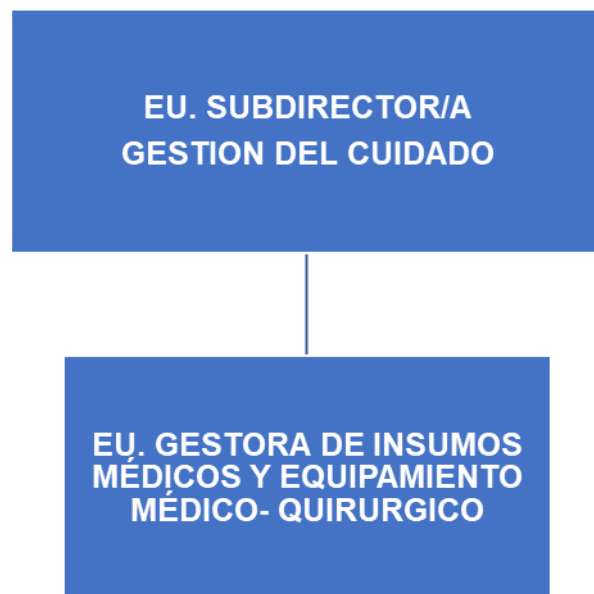 EU. SUBDIRECTOR/A
GESTION DEL CUIDADO
EU. GESTORA DE INSUMOS
MÉDICOS Y EQUIPAMIENTO
MÉDICO- QUIRURGICO